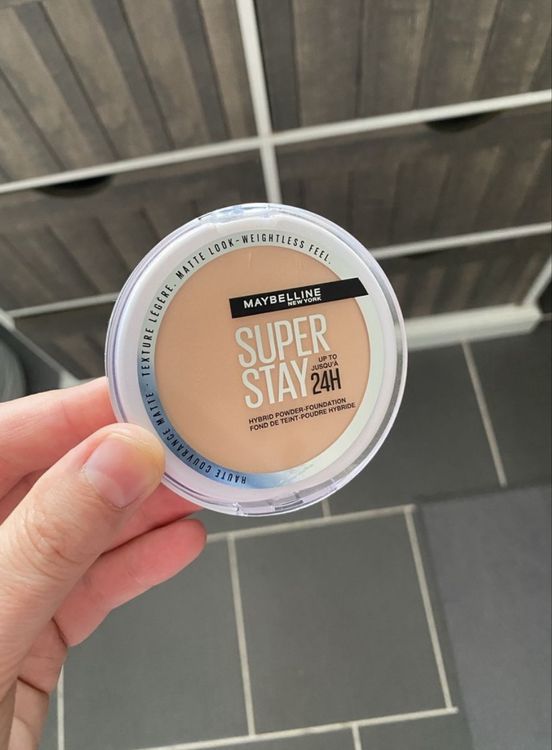 MATTE LOOK-WEIGHTLESS FEEL.
MAYBELLINE
NEW YORK
SUPER
STAY
UP TO
JUSQU'À
24H
HYBRID POWDER-FOUNDATION
FOND DE TEINT-POUDRE HYBRIDE
HAUTE COUVRANCE MATTE - TEXTURE LÉGÈRE.